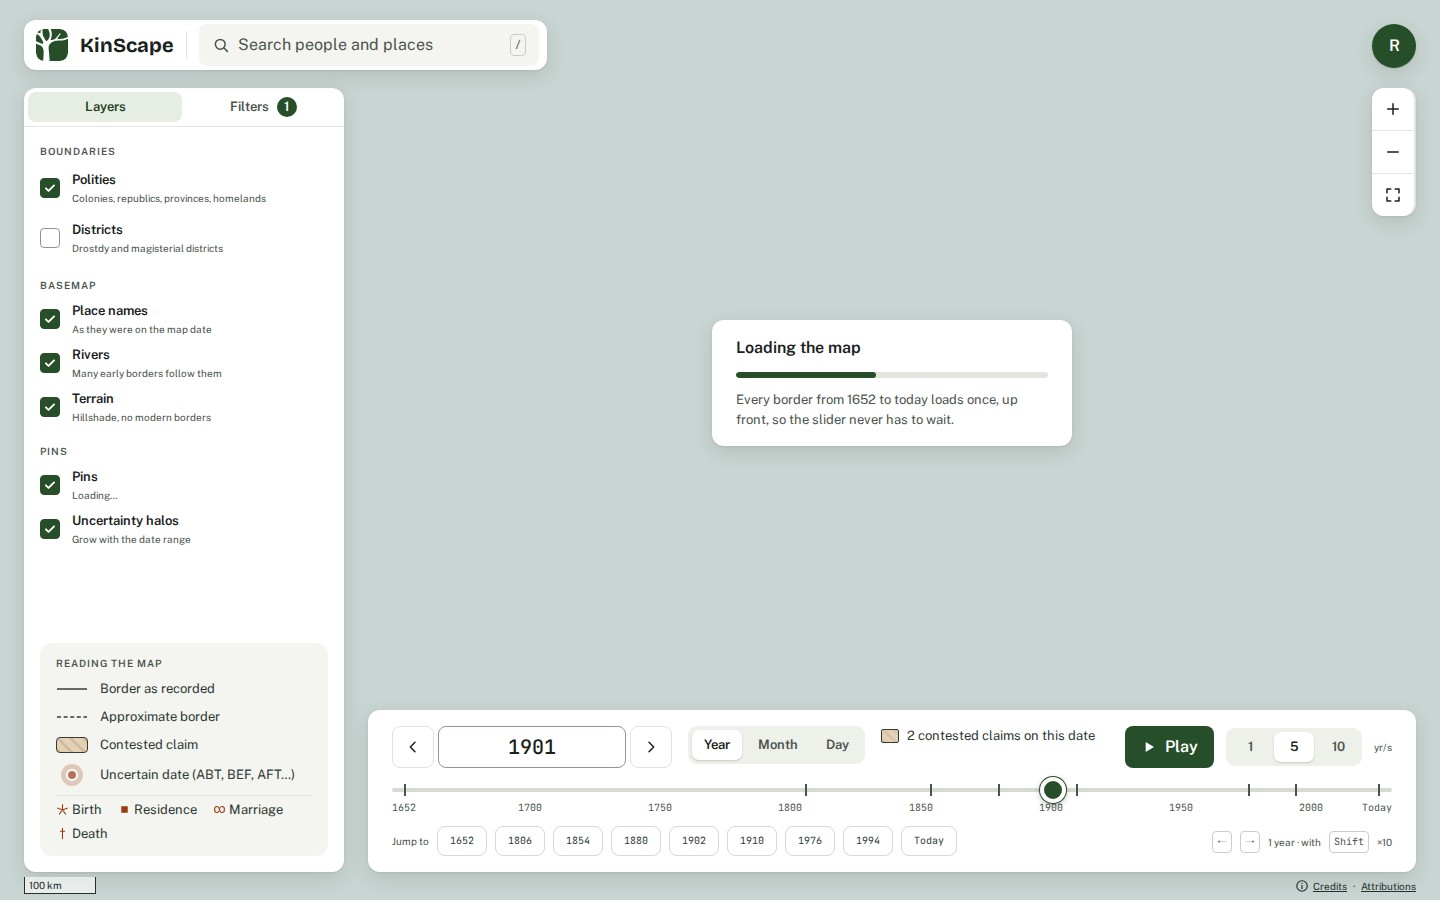 KinScape
Search people and places
/
R
Layers
Filters 1
BOUNDARIES
Polities
Colonies, republics, provinces, homelands
Districts
Drostdy and magisterial districts
BASEMAP
Place names
As they were on the map date
Rivers
Many early borders follow them
Terrain
Hillshade, no modern borders
PINS
Pins
Loading…
Uncertainty halos
Grow with the date range
READING THE MAP
Border as recorded
Approximate border
Contested claim
Uncertain date (ABT, BEF, AFT…)
Birth Residence Marriage
Death
100 km
Loading the map
Every border from 1652 to today loads once, up
front, so the slider never has to wait.
1901
Year Month Day
2 contested claims on this date
Play
1 5 10 yr/s
1652 1700 1750 1800 1850 1900 1950 2000 Today
Jump to 1652 1806 1854 1880 1902 1910 1976 1994 Today
← → 1 year · with Shift ×10
Credits · Attributions